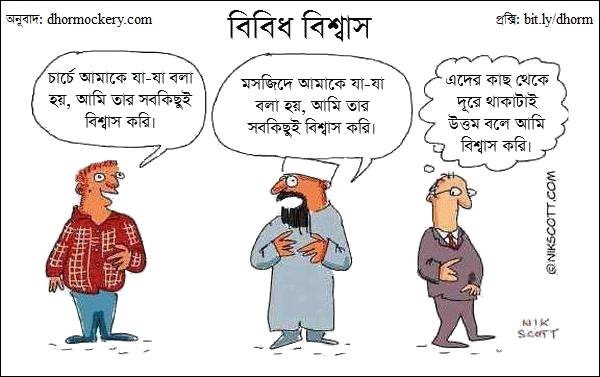 অনুবাদ: dhormockery.com
বিবিধ বিশ্বাস
প্রক্সি: bit.ly/dhorm
চার্চে আমাকে যা-যা বলা
হয়, আমি তার সবকিছুই
বিশ্বাস করি।
মসজিদে আমাকে যা-যা
বলা হয়, আমি তার
সবকিছুই বিশ্বাস করি।
এদের কাছ থেকে
দূরে থাকাটাই
উত্তম বলে আমি
বিশ্বাস করি।
©NIKSCOTT.COM
NIK
SCOTT